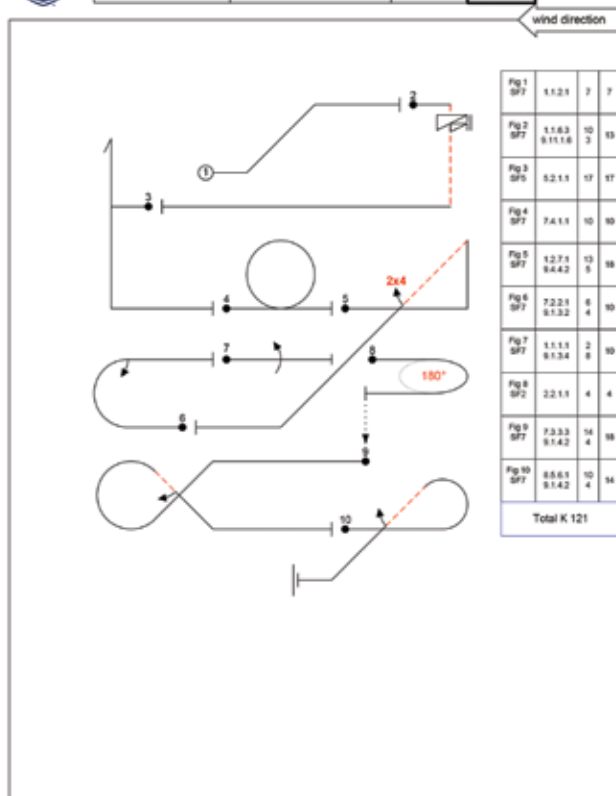 wind direction
2
1
3
4
5
2x4
7
8
180°
6
9
10
Fig 1 1.1.2.1 7 7
SF7
Fig 2 1.1.6.3 10 13
SF7 9.11.1.6 3
Fig 3 5.2.1.1 17 17
SF5
Fig 4 7.4.1.1 10 10
SF7
Fig 5 1.2.7.1 13 18
SF7 9.4.4.2 5
Fig 6 7.2.2.1 6 10
SF7 9.1.3.2 4
Fig 7 1.1.1.1 2 10
SF7 9.1.3.4 8
Fig 8 2.2.1.1 4 4
SF2
Fig 9 7.3.3.3 14 18
SF7 9.1.4.2 4
Fig 10 8.5.6.1 10 14
SF7 9.1.4.2 4
Total K 121